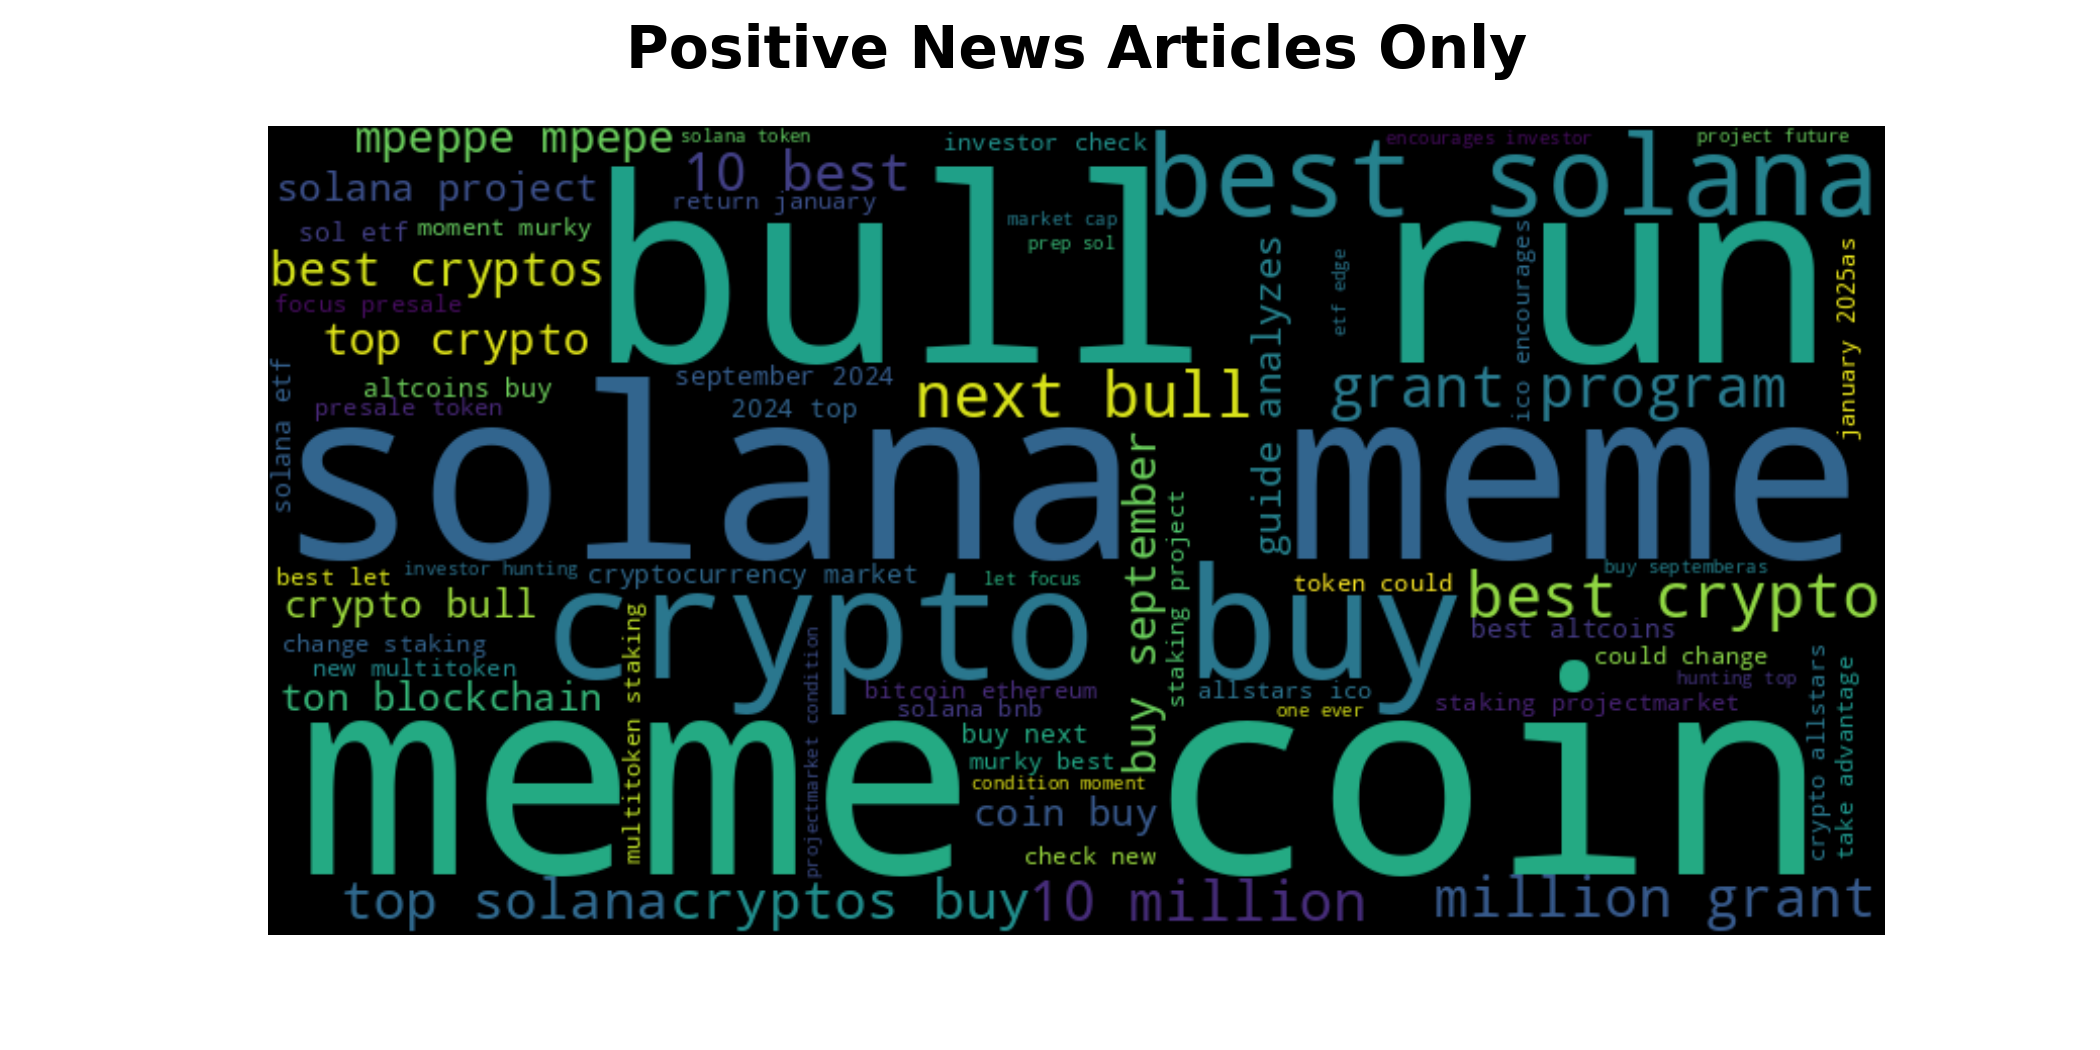 Positive News Articles Only
mpeppe mpepe
solana token
investor check
encourages investor
project future
solana project
10 best
best solana
return january
sol etf
moment murky
bull run
market cap
prep sol
best cryptos
focus presale
guide analyzes
etf edge
ico encourages
january 2025as
top crypto
solana etf
altcoins buy
presale token
september 2024
2024 top
next bull
grant program
solana meme
buy september
staking project
best let
investor hunting
cryptocurrency market
let focus
token could
buy septemberas
best crypto
crypto bull
crypto buy
best altcoins
change staking
new multitoken
multitoken staking
projectmarket condition
could change
hunting top
ton blockchain
bitcoin ethereum
solana bnb
allstars ico
one ever
staking projectmarket
crypto allstars
take advantage
meme coin
buy next
murky best
condition moment
coin buy
check new
top solana
cryptos buy
10 million
million grant